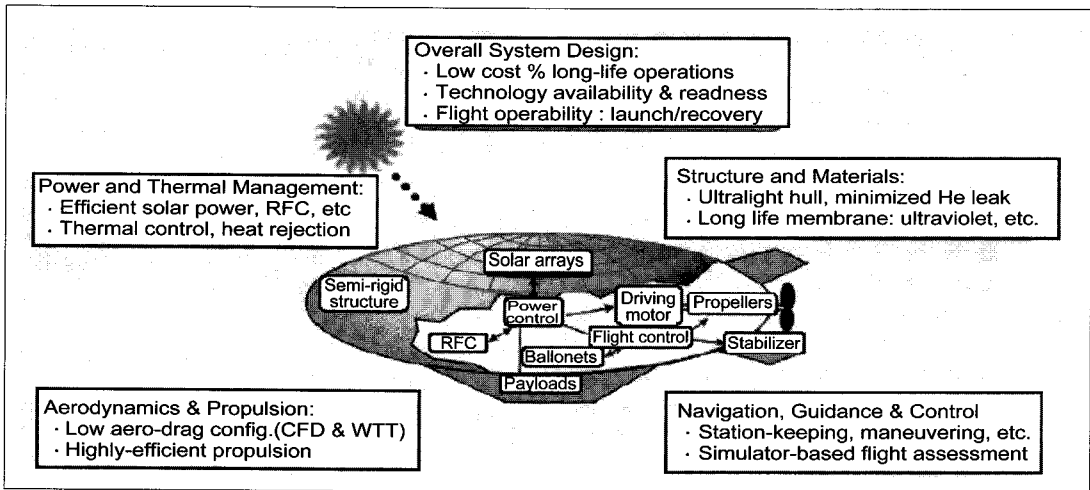 Overall System Design:
· Low cost % long-life operations
· Technology availability & readness
· Flight operability : launch/recovery
Power and Thermal Management:
· Efficient solar power, RFC, etc
· Thermal control, heat rejection
Structure and Materials:
· Ultralight hull, minimized He leak
· Long life membrane: ultraviolet, etc.
Solar arrays
Semi-rigid
structure
Power
control
Driving
motor
Propellers
RFC
Flight control
Stabilizer
Ballonets
Payloads
Aerodynamics & Propulsion:
· Low aero-drag config.(CFD & WTT)
· Highly-efficient propulsion
Navigation, Guidance & Control
· Station-keeping, maneuvering, etc.
· Simulator-based flight assessment